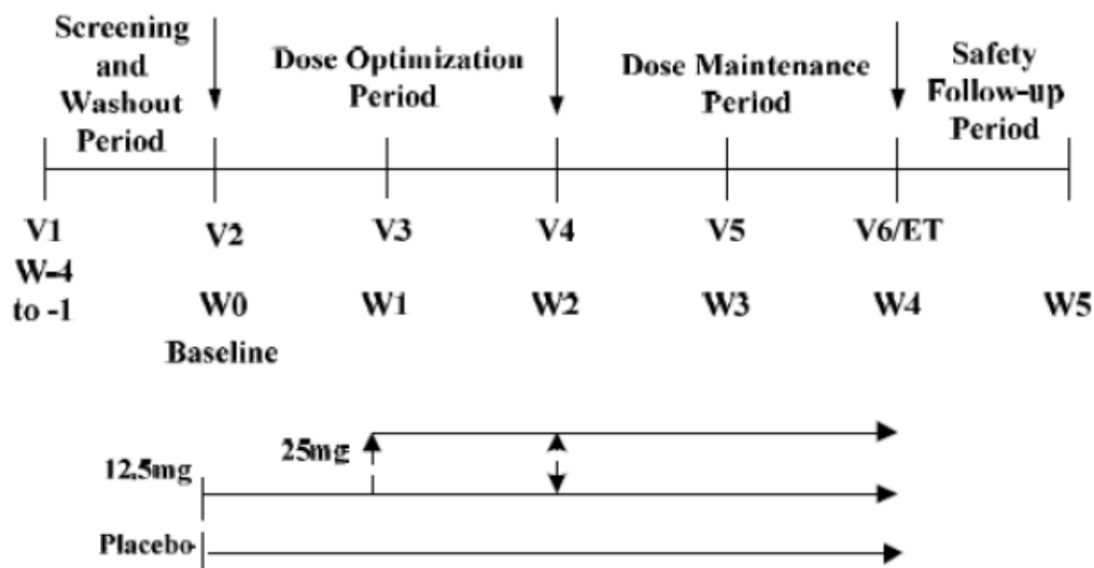 Screening
and
Washout
Period
Dose Optimization
Period
Dose Maintenance
Period
Safety
Follow-up
Period
V1
V2
V3
V4
V5
V6/ET
W-4
to -1
W0
W1
W2
W3
W4
W5
Baseline
25mg
12.5mg
Placebo